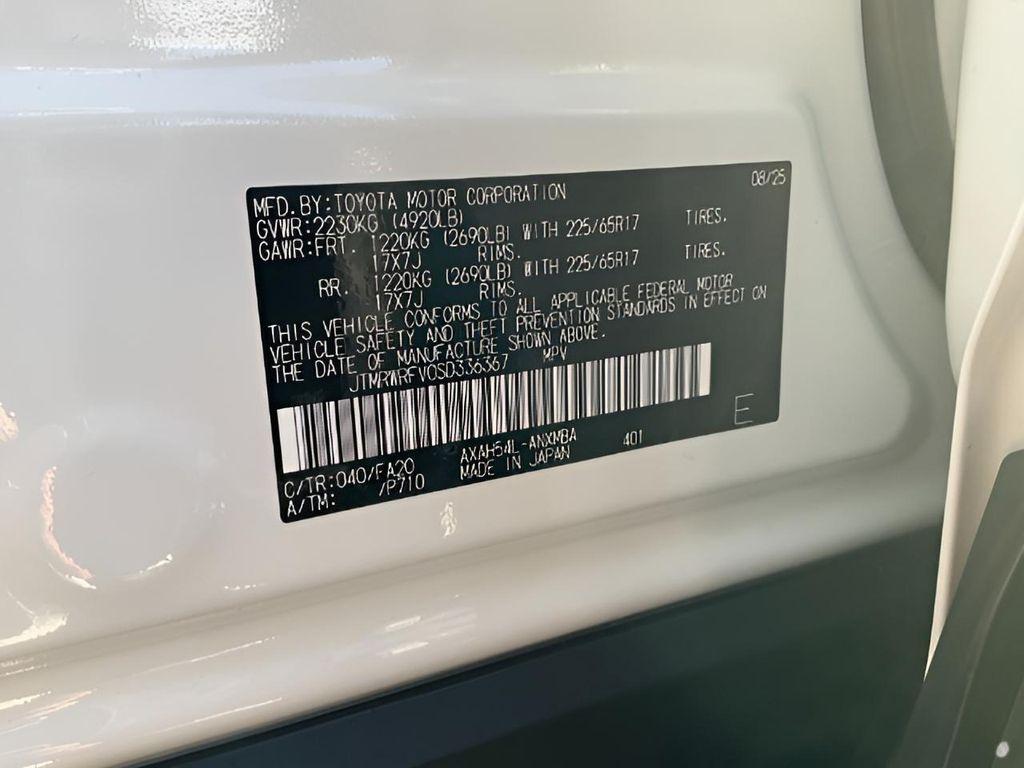 08/25
MFD.BY:TOYOTA MOTOR CORPORATION
GVWR:2230KG (4920LB)
GAWR:FRT. 1220KG (2690LB) WITH 225/65R17 TIRES.
17X7J RIMS.
RR. 1220KG (2690LB) WITH 225/65R17 TIRES.
17X7J RIMS.
THIS VEHICLE CONFORMS TO ALL APPLICABLE FEDERAL MOTOR
VEHICLE SAFETY AND THEFT PREVENTION STANDARDS IN EFFECT ON
THE DATE OF MANUFACTURE SHOWN ABOVE.
JTMRWRFV0SD336367 MPV
E
C/TR:040/FA20 AXAH54L-ANXMBA 401
A/TM: /P710 MADE IN JAPAN